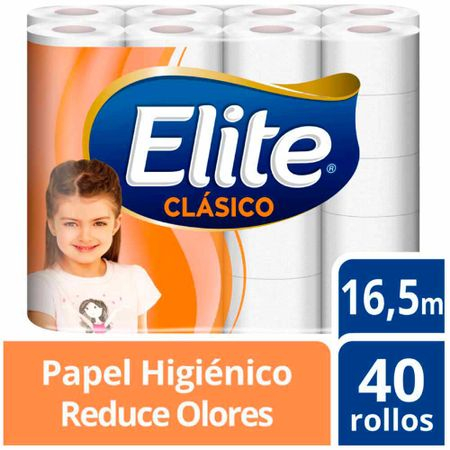 Elite®
CLÁSICO
16,5m
Papel Higiénico
Reduce Olores
40
rollos